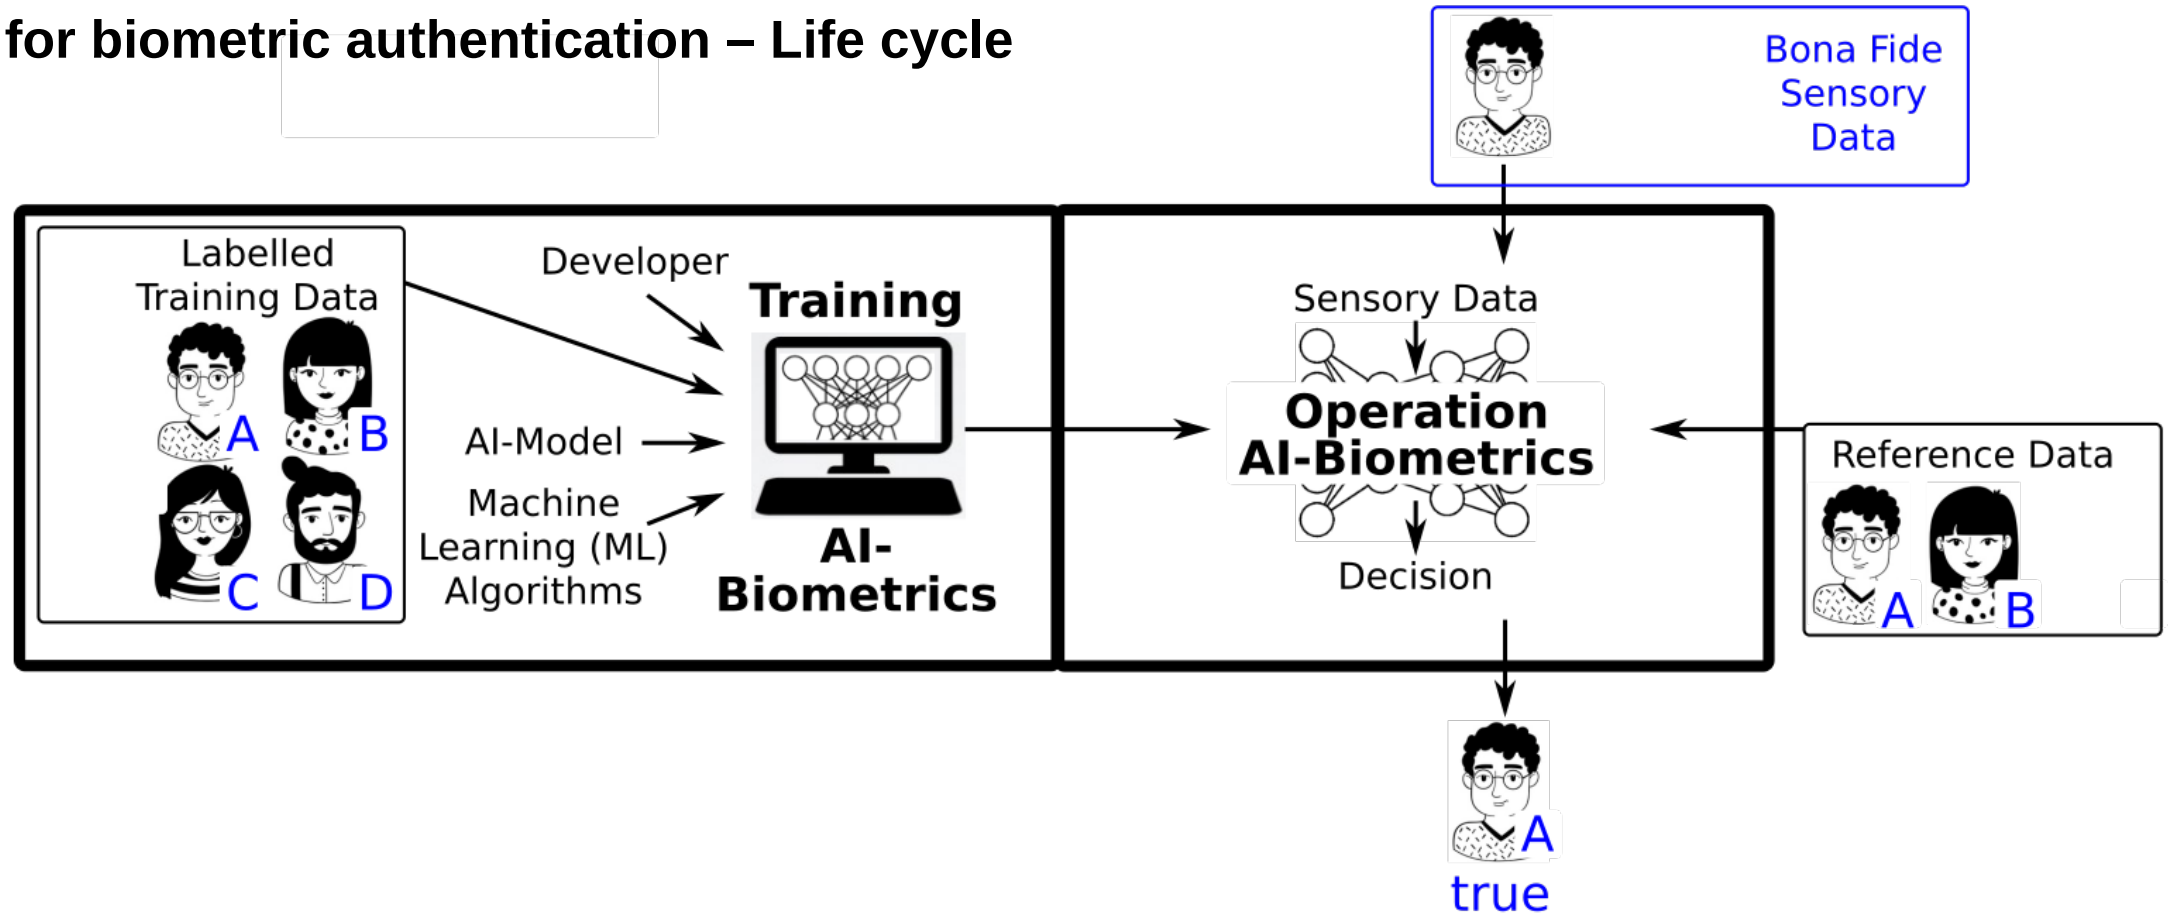 for biometric authentication – Life cycle
Bona Fide
Sensory
Data
Labelled
Training Data
A
B
C
D
Developer
AI-Model
Machine
Learning (ML)
Algorithms
Training
AI-
Biometrics
Sensory Data
Operation
AI-Biometrics
Decision
Reference Data
A
B
A
true